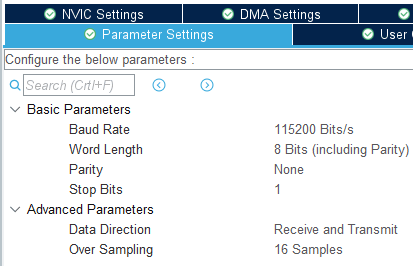 NVIC Settings DMA Settings
Parameter Settings User
Configure the below parameters :
Search (Crtl+F)
Basic Parameters
Baud Rate 115200 Bits/s
Word Length 8 Bits (including Parity)
Parity None
Stop Bits 1
Advanced Parameters
Data Direction Receive and Transmit
Over Sampling 16 Samples